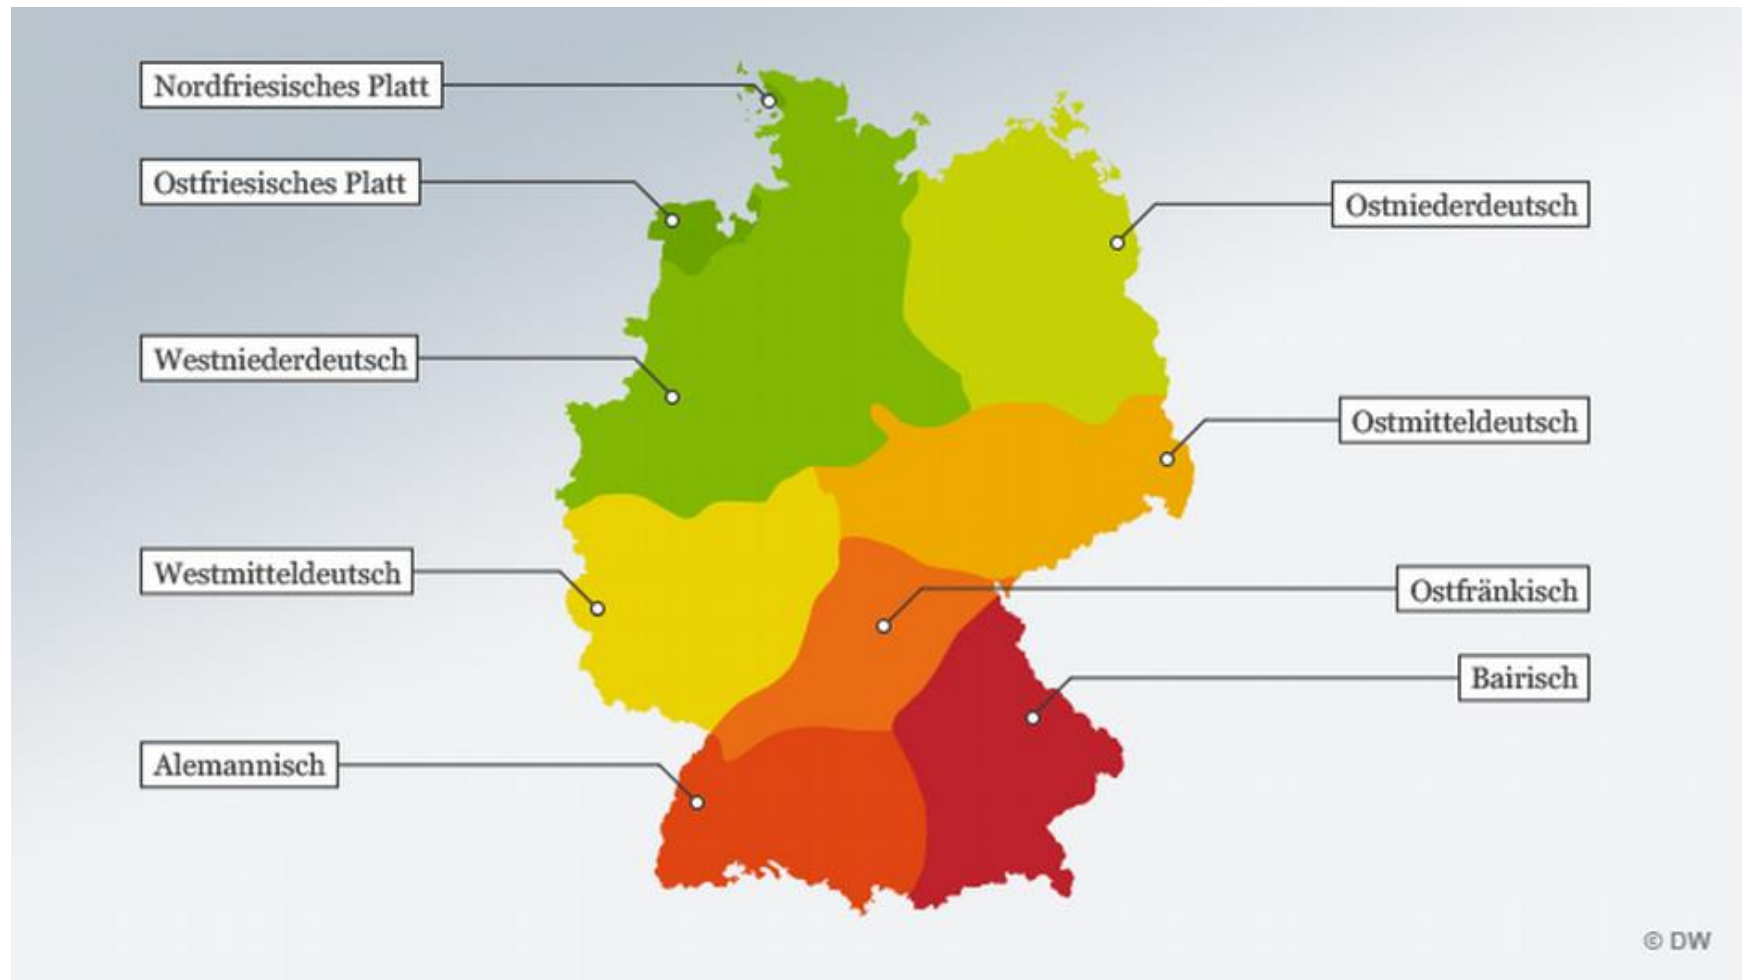 Nordfriesisches Platt
Ostfriesisches Platt
Ostniederdeutsch
Westniederdeutsch
Ostmitteldeutsch
Westmitteldeutsch
Ostfränkisch
Bairisch
Alemannisch
© DW